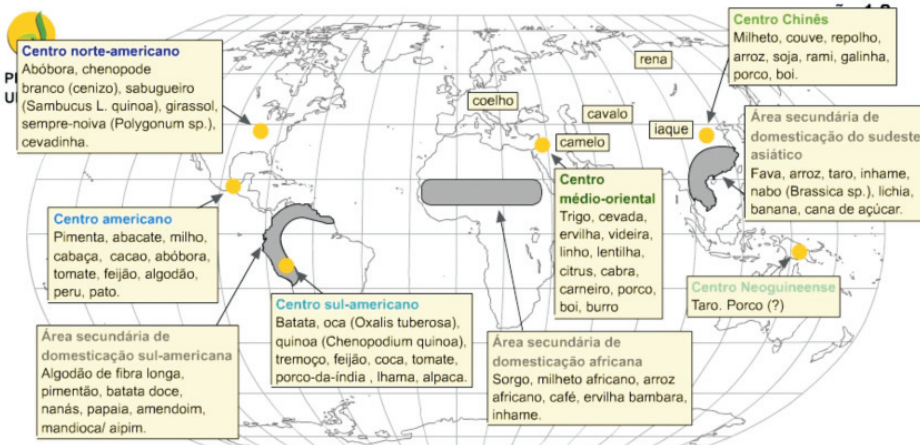 Centro norte-americano
Abóbora, chenopode
branco (cenizo), sabugueiro
(Sambucus L. quinoa), girassol,
sempre-noiva (Polygonum sp.),
cevadinha.
Centro americano
Pimenta, abacate, milho,
cabaça, cacao, abóbora,
tomate, feijão, algodão,
peru, pato.
Área secundária de
domesticação sul-americana
Algodão de fibra longa,
pimentão, batata doce,
nanás, papaia, amendoim,
mandioca/ aipim.
Centro sul-americano
Batata, oca (Oxalis tuberosa),
quinoa (Chenopodium quinoa),
tremoço, feijão, coca, tomate,
porco-da-índia , lhama, alpaca.
coelho
cavalo
camelo
rena
iaque
Centro
médio-oriental
Trigo, cevada,
ervilha, videira,
linho, lentilha,
citrus, cabra,
carneiro, porco,
boi, burro
Área secundária de
domesticação africana
Sorgo, milheto africano, arroz
africano, café, ervilha bambara,
inhame.
Centro Chinês
Milheto, couve, repolho,
arroz, soja, rami, galinha,
porco, boi.
Área secundária de
domesticação do sudeste
asiático
Fava, arroz, taro, inhame,
nabo (Brassica sp.), lichia,
banana, cana de açúcar.
Centro Neoguineense
Taro. Porco (?)